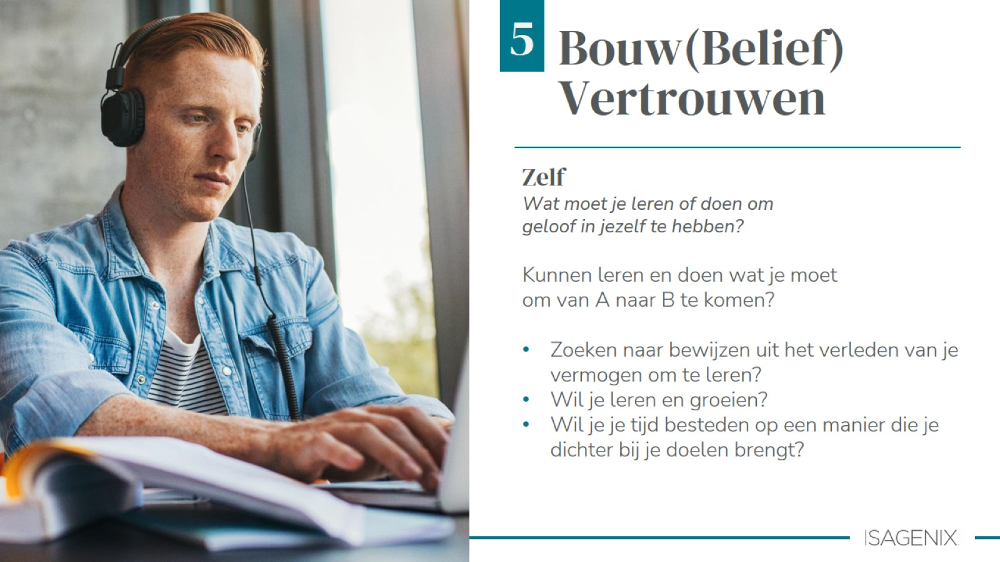 5
Bouw(Belief)
Vertrouwen
Zelf
Wat moet je leren of doen om
geloof in jezelf te hebben?
Kunnen leren en doen wat je moet
om van A naar B te komen?
• Zoeken naar bewijzen uit het verleden van je
vermogen om te leren?
• Wil je leren en groeien?
• Wil je je tijd besteden op een manier die je
dichter bij je doelen brengt?
ISAGENIX